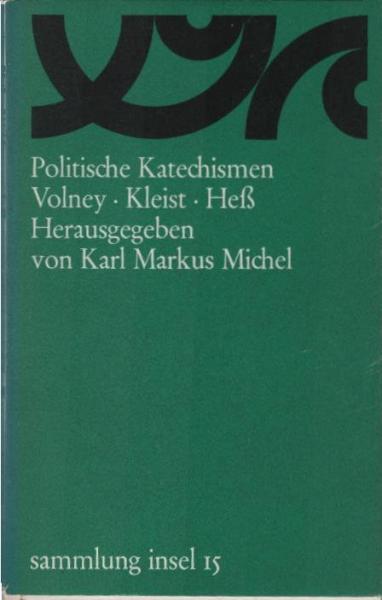 Politische Katechismen
Volney · Kleist · Heß
Herausgegeben
von Karl Markus Michel
sammlung insel 15